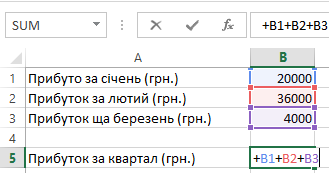 SUM +B1+B2+B3
A B
1 Прибуто за січень (грн.) 20000
2 Прибуток за лютий (грн.) 36000
3 Прибуток ща березень (грн.) 4000
4
5 Прибуток за квартал (грн.) +B1+B2+B3